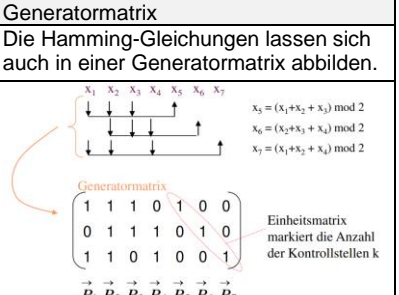 Generatormatrix
Die Hamming-Gleichungen lassen sich
auch in einer Generatormatrix abbilden.
x₁ x₂ x₃ x₄ x₅ x₆ x₇
x₅ = (x₁+x₂ + x₃) mod 2
x₆ = (x₂+x₃ + x₄) mod 2
x₇ = (x₁+x₂ + x₄) mod 2
Generatormatrix
1 1 1 0 1 0 0
0 1 1 1 0 1 0
1 1 0 1 0 0 1
Einheitsmatrix
markiert die Anzahl
der Kontrollstellen k